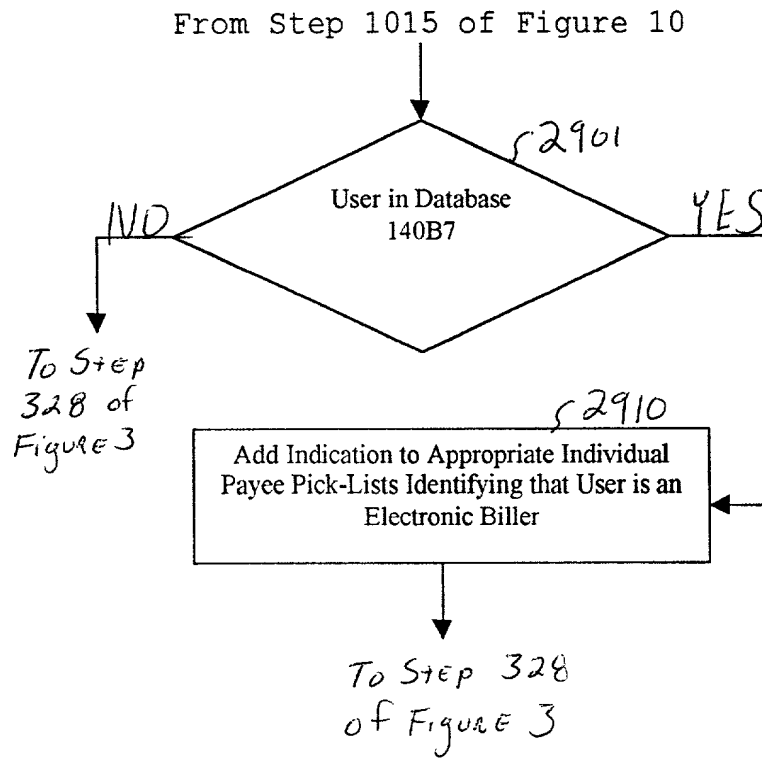 From Step 1015 of Figure 10
2901
User in Database
140B7
NO
YES
To Step
328 of
Figure 3
2910
Add Indication to Appropriate Individual
Payee Pick-Lists Identifying that User is an
Electronic Biller
To Step 328
of Figure 3